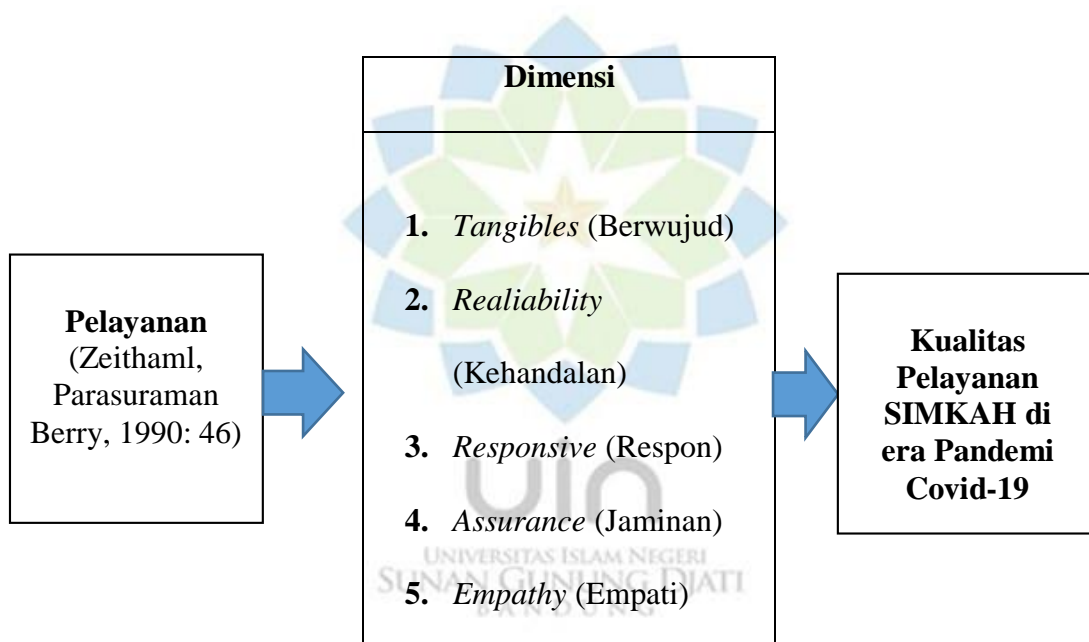 Dimensi
1. Tangibles (Berwujud)
2. Realiability
(Kehandalan)
3. Responsive (Respon)
4. Assurance (Jaminan)
5. Empathy (Empati)
Pelayanan
(Zeithaml,
Parasuraman
Berry, 1990: 46)
Kualitas
Pelayanan
SIMKAH di
era Pandemi
Covid-19
uin
UNIVERSITAS ISLAM NEGERI
SUNAN GUNUNG DJATI
BANDUNG